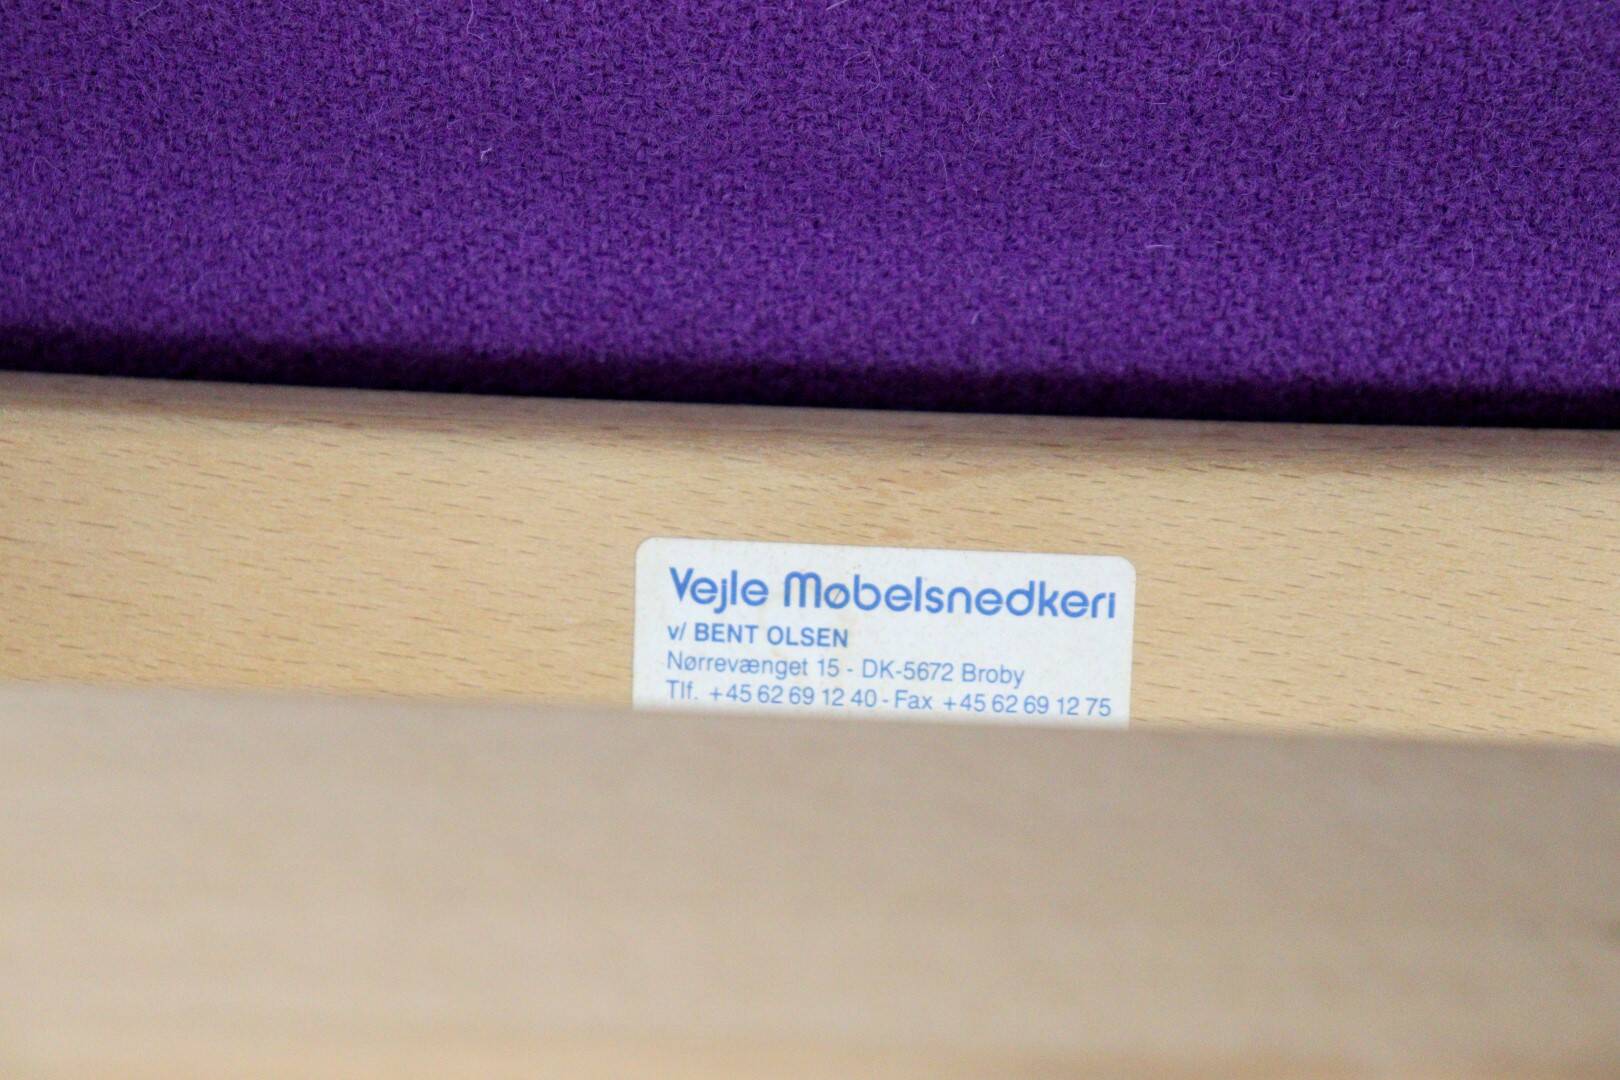 Vejle Møbelsnedkeri
v/ BENT OLSEN
Nørrevænget 15 - DK-5672 Broby
Tlf. +45 62 69 12 40 - Fax +45 62 69 12 75